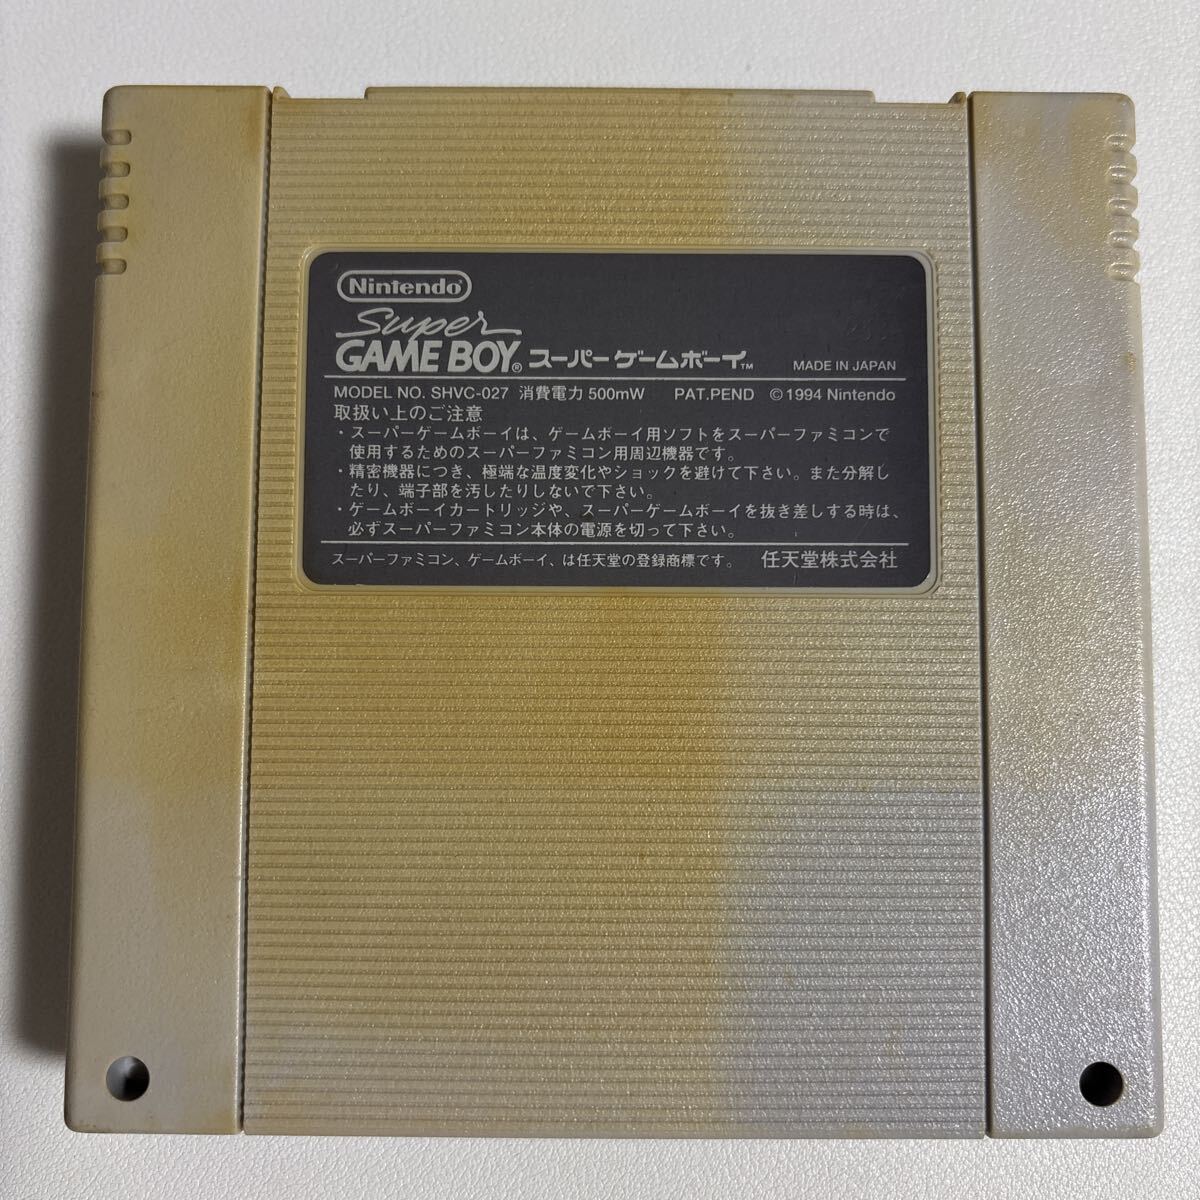 Nintendo
Super
GAME BOY® スーパーゲームボーイ™ MADE IN JAPAN
MODEL NO. SHVC-027 消費電力 500mW PAT.PEND © 1994 Nintendo
取扱い上のご注意
・スーパーゲームボーイは、ゲームボーイ用ソフトをスーパーファミコンで
使用するためのスーパーファミコン用周辺機器です。
・精密機器につき、極端な温度変化やショックを避けて下さい。また分解し
たり、端子部を汚したりしないで下さい。
・ゲームボーイカートリッジや、スーパーゲームボーイを抜き差しする時は、
必ずスーパーファミコン本体の電源を切って下さい。
スーパーファミコン、ゲームボーイ、は任天堂の登録商標です。 任天堂株式会社